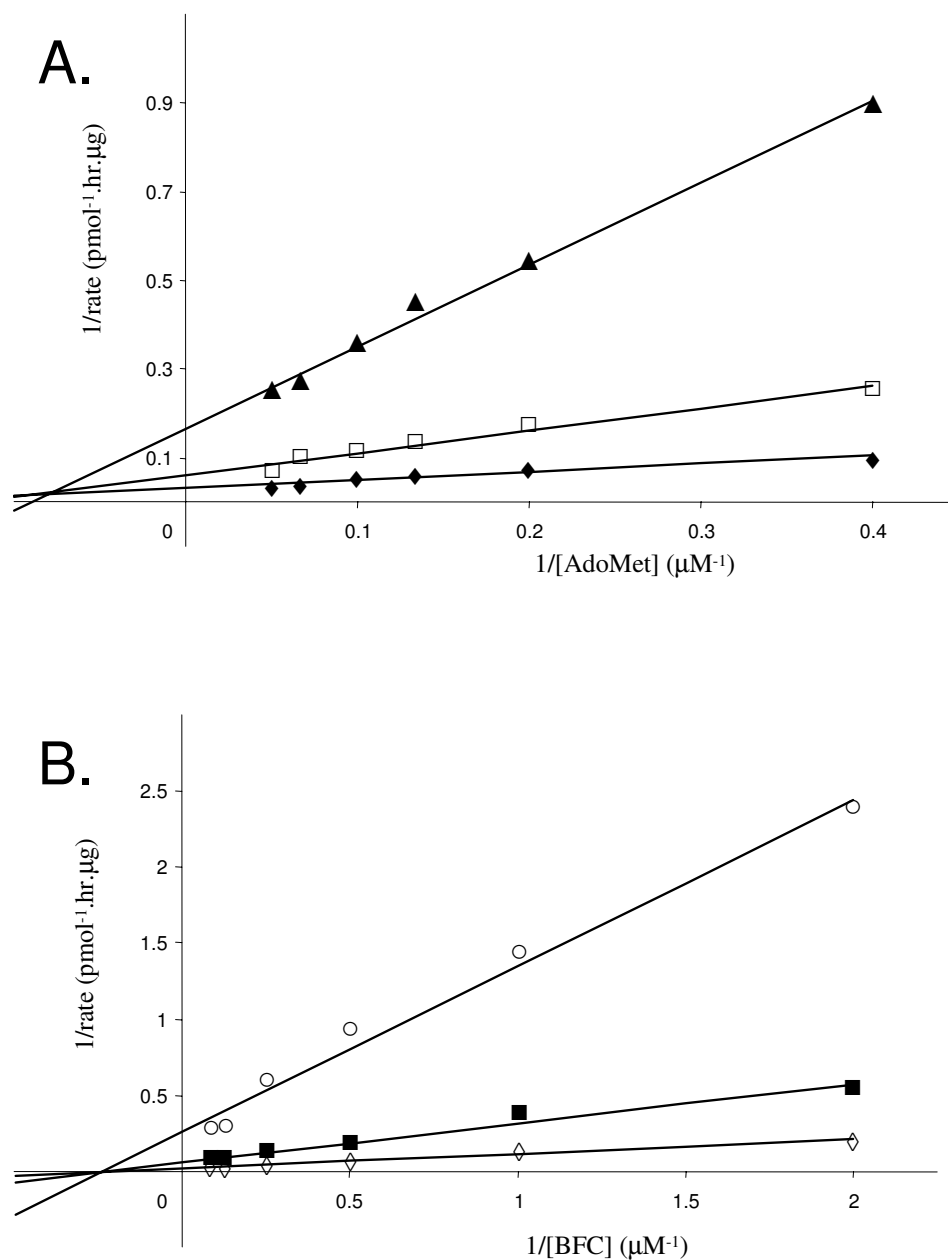 A.
1/rate (pmol⁻¹.hr.µg)
0.9
0.7
0.5
0.3
0.1
0 0.1 0.2 0.3 0.4
1/[AdoMet] (µM⁻¹)
B.
1/rate (pmol⁻¹.hr.µg)
2.5
2
1.5
1
0.5
0 0.5 1 1.5 2
1/[BFC] (µM⁻¹)